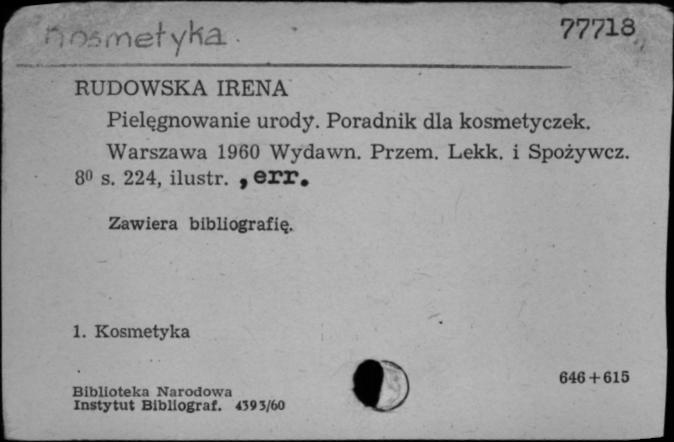 Kosmetyka.
77718
RUDOWSKA IRENA
Pielęgnowanie urody. Poradnik dla kosmetyczek.
Warszawa 1960 Wydawn. Przem. Lekk. i Spożywcz.
8⁰ s. 224, ilustr. , err.
Zawiera bibliografię.
1. Kosmetyka
646 + 615
Biblioteka Narodowa
Instytut Bibliograf. 4393/60